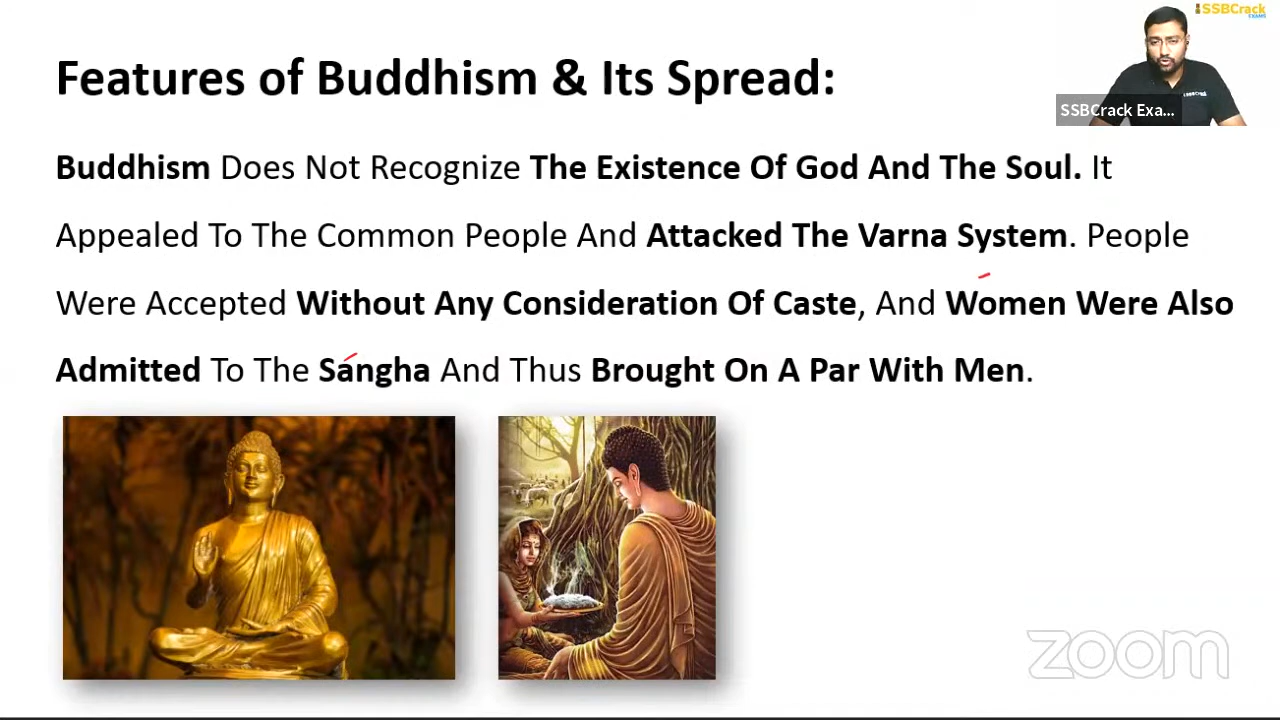 SSBCrack
EXAMS
Features of Buddhism & Its Spread:
SSBCrack Exa...
Buddhism Does Not Recognize The Existence Of God And The Soul. It
Appealed To The Common People And Attacked The Varna System. People
Were Accepted Without Any Consideration Of Caste, And Women Were Also
Admitted To The Sangha And Thus Brought On A Par With Men.
zoom